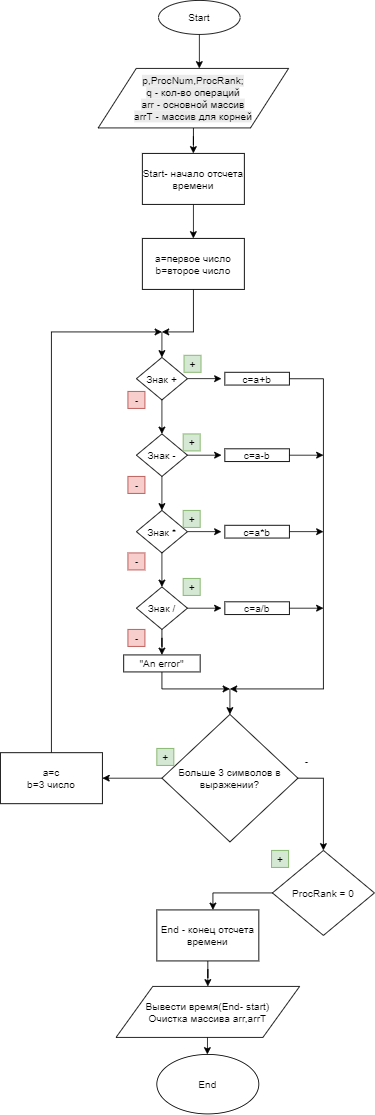 Start
p,ProcNum,ProcRank;
q - кол-во операций
arr - основной массив
arrT - массив для корней
Start- начало отсчета
времени
a=первое число
b=второе число
Знак +
+
c=a+b
-
Знак -
+
c=a-b
-
Знак *
+
c=a*b
-
Знак /
+
c=a/b
-
"An error"
Больше 3 символов в
выражении?
+
-
a=c
b=3 число
ProcRank = 0
+
End - конец отсчета
времени
Вывести время(End- start)
Очистка массива arr,arrT
End